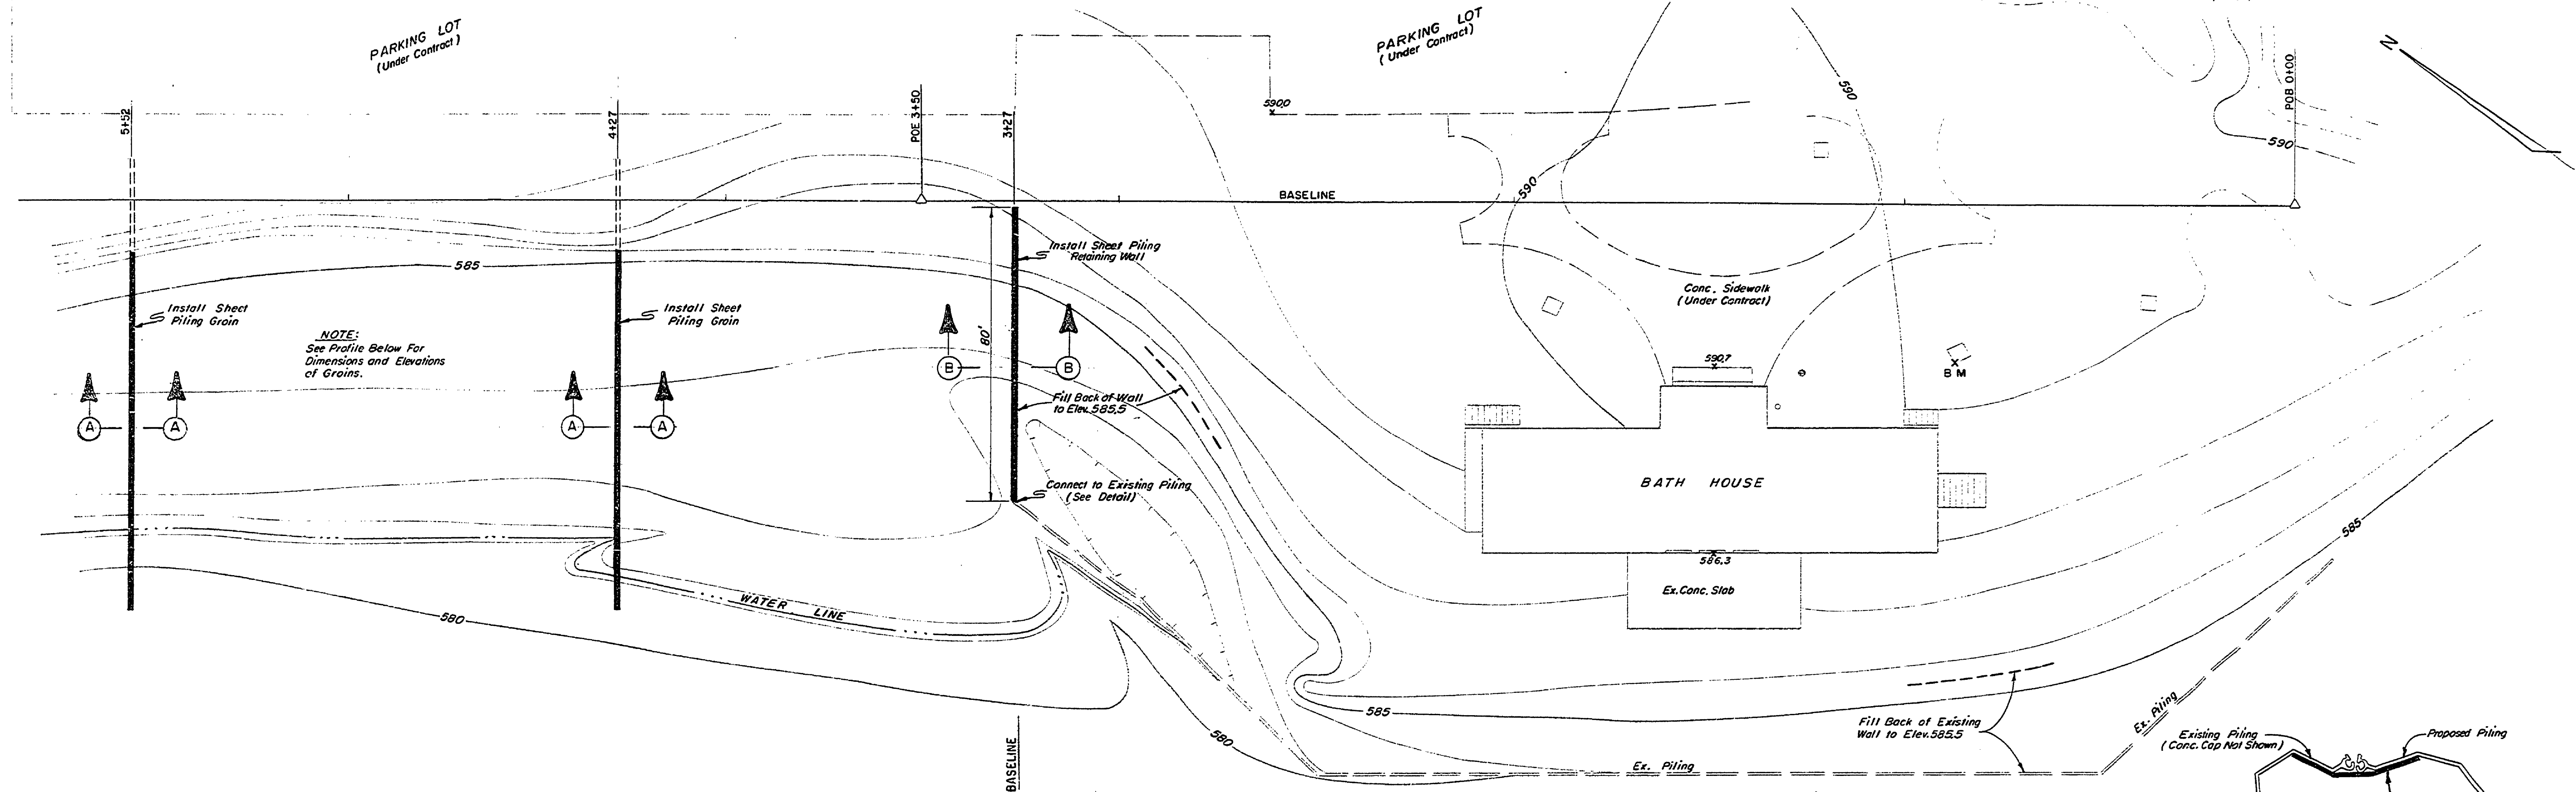 PARKING LOT
(Under Contract)
PARKING LOT
(Under Contract)
N
5+52
4+27
POE 3+50
3+27
590.0
590
590
POB 0+00
590
BASELINE
585
Install Sheet
Piling Groin
NOTE:
See Profile Below For
Dimensions and Elevations
of Groins.
Install Sheet
Piling Groin
80'
Install Sheet Piling
Retaining Wall
Conc. Sidewalk
(Under Contract)
590.7
BM
A
A
A
A
B
B
Fill Back of Wall
to Elev. 585.5
Connect to Existing Piling
(See Detail)
BATH HOUSE
586.3
Ex. Conc. Slab
585
580
WATER LINE
580
585
BASELINE
Ex. Piling
Fill Back of Existing
Wall to Elev. 585.5
Ex. Piling
Existing Piling
(Conc. Cap Not Shown)
Proposed Piling